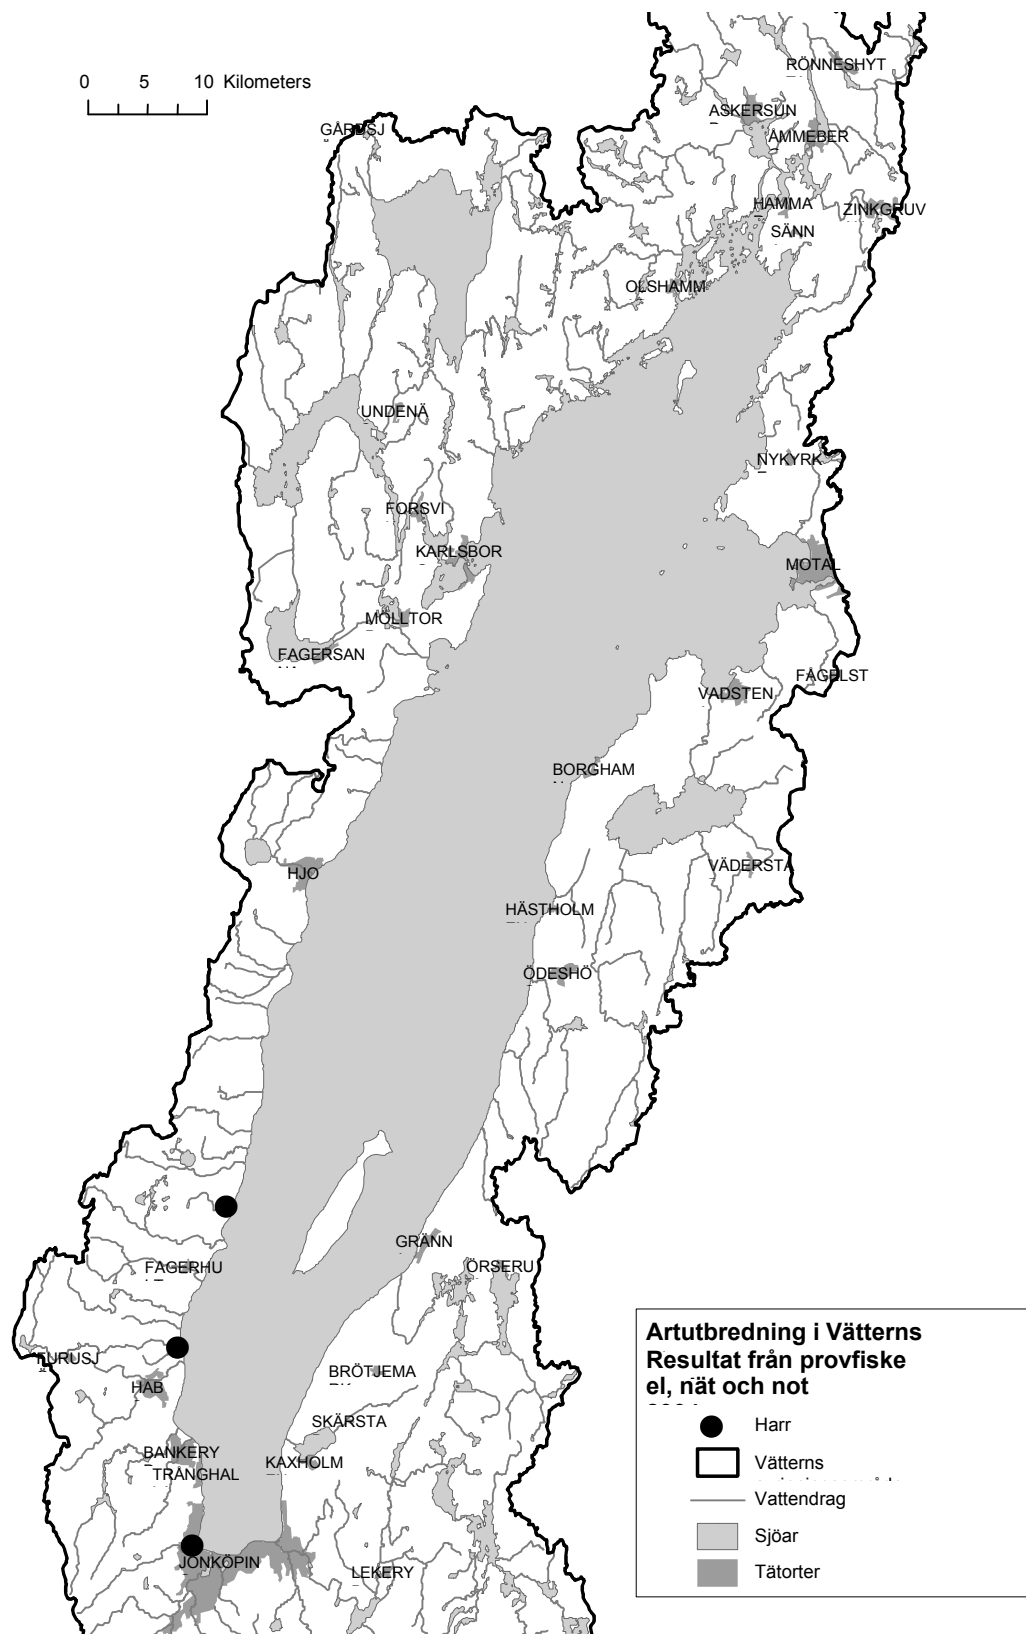 0 5 10 Kilometers
RÖNNESHYT
ASKERSUN
ÅMMEBER
GÅRDSJ
HAMMA
ZINKGRUV
SÄNN
OLSHAMM
UNDENÄ
NYKYRK
FORSVI
KARLSBOR
MOTAL
MÖLLTOR
FAGERSAN
FÅGELST
VADSTEN
BORGHAM
VÄDERSTA
HJO
HÄSTHOLM
ÖDESHÖ
GRÄNN
FAGERHU
ÖRSERU
FURUSJ
BRÖTJEMA
HAB
SKÄRSTA
BANKERY
KAXHOLM
TRÅNGHAL
JÖNKÖPIN
LEKERY
Artutbredning i Vätterns
Resultat från provfiske
el, nät och not
Harr
Vätterns
Vattendrag
Sjöar
Tätorter